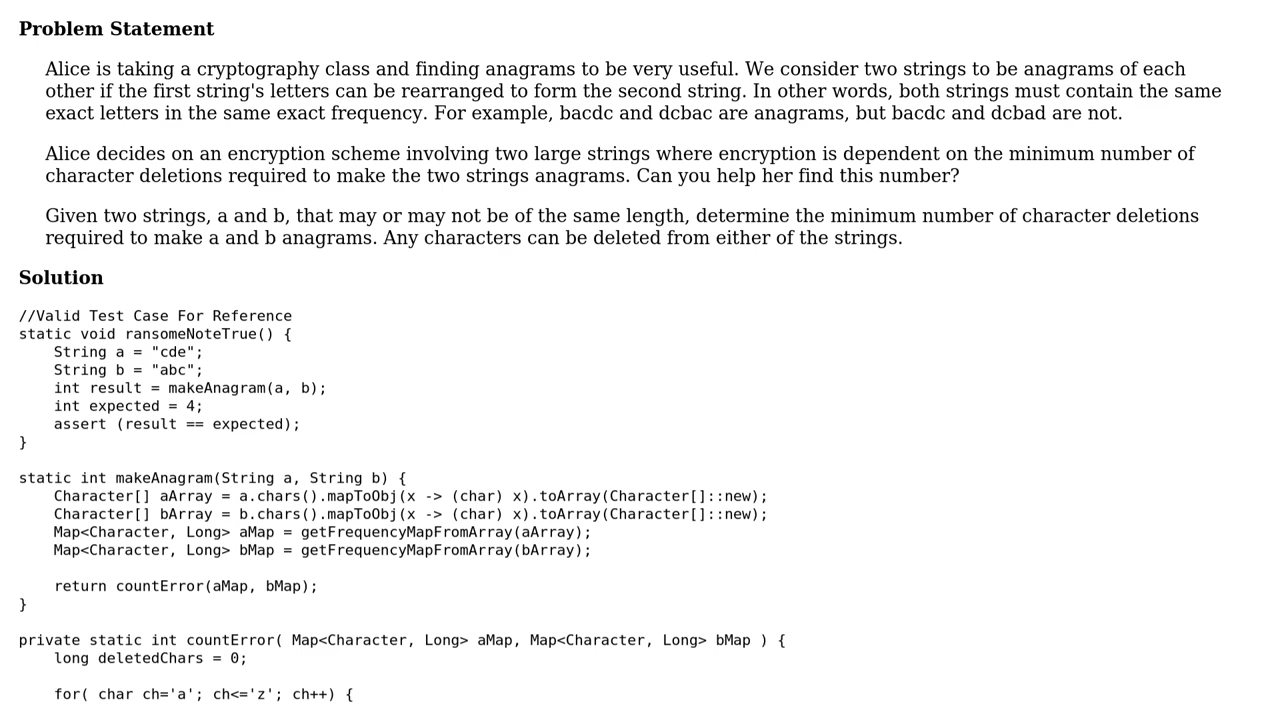 Problem Statement
Alice is taking a cryptography class and finding anagrams to be very useful. We consider two strings to be anagrams of each
other if the first string's letters can be rearranged to form the second string. In other words, both strings must contain the same
exact letters in the same exact frequency. For example, bacdc and dcbac are anagrams, but bacdc and dcbad are not.
Alice decides on an encryption scheme involving two large strings where encryption is dependent on the minimum number of
character deletions required to make the two strings anagrams. Can you help her find this number?
Given two strings, a and b, that may or may not be of the same length, determine the minimum number of character deletions
required to make a and b anagrams. Any characters can be deleted from either of the strings.
Solution
//Valid Test Case For Reference
static void ransomeNoteTrue() {
    String a = "cde";
    String b = "abc";
    int result = makeAnagram(a, b);
    int expected = 4;
    assert (result == expected);
}
static int makeAnagram(String a, String b) {
    Character[] aArray = a.chars().mapToObj(x -> (char) x).toArray(Character[]::new);
    Character[] bArray = b.chars().mapToObj(x -> (char) x).toArray(Character[]::new);
    Map<Character, Long> aMap = getFrequencyMapFromArray(aArray);
    Map<Character, Long> bMap = getFrequencyMapFromArray(bArray);
    return countError(aMap, bMap);
}
private static int countError( Map<Character, Long> aMap, Map<Character, Long> bMap ) {
    long deletedChars = 0;
    for( char ch='a'; ch<='z'; ch++) {